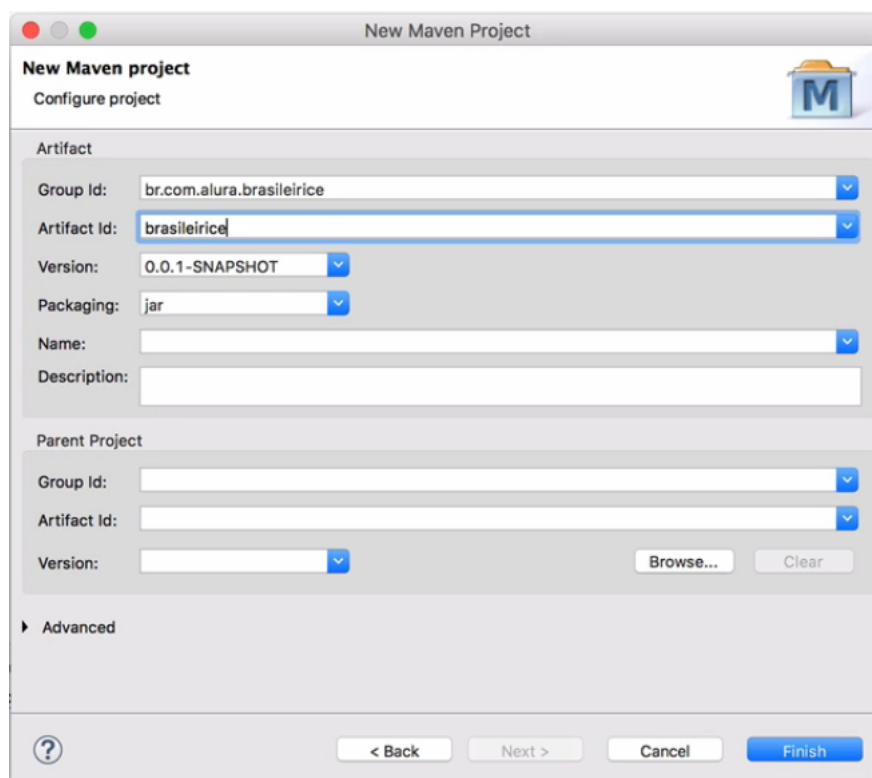 New Maven Project
New Maven project
Configure project
M
Artifact
Group Id: br.com.alura.brasileirice
Artifact Id: brasileirice
Version: 0.0.1-SNAPSHOT
Packaging: jar
Name:
Description:
Parent Project
Group Id:
Artifact Id:
Version: Browse... Clear
Advanced
? < Back Next > Cancel Finish